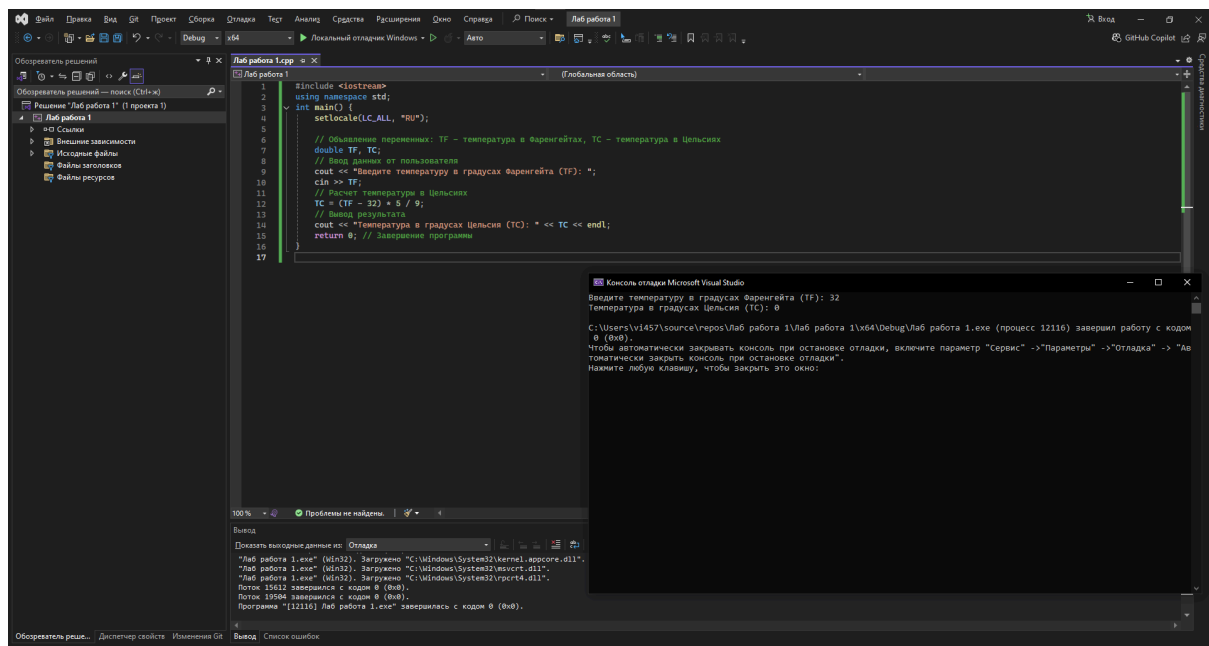 Файл Правка Вид Git Проект Сборка Отладка Тест Анализ Средства Расширения Окно Справка Поиск Лаб работа 1 Вход
Debug x64 Локальный отладчик Windows Авто GitHub Copilot
Обозреватель решений
Обозреватель решений — поиск (Ctrl+ж)
Решение "Лаб работа 1" (1 проекта 1)
Лаб работа 1
Ссылки
Внешние зависимости
Исходные файлы
Файлы заголовков
Файлы ресурсов
Лаб работа 1.cpp
Лаб работа 1 (Глобальная область)
1 #include <iostream>
2 using namespace std;
3 int main() {
4 setlocale(LC_ALL, "RU");
5
6 // Объявление переменных: TF – температура в Фаренгейтах, TC – температура в Цельсиях
7 double TF, TC;
8 // Ввод данных от пользователя
9 cout << "Введите температуру в градусах Фаренгейта (TF): ";
10 cin >> TF;
11 // Расчет температуры в Цельсиях
12 TC = (TF - 32) * 5 / 9;
13 // Вывод результата
14 cout << "Температура в градусах Цельсия (TC): " << TC << endl;
15 return 0; // Завершение программы
16 }
17
Средства диагностики
Консоль отладки Microsoft Visual Studio
Введите температуру в градусах Фаренгейта (TF): 32
Температура в градусах Цельсия (TC): 0
C:\Users\vi457\source\repos\Лаб работа 1\Лаб работа 1\x64\Debug\Лаб работа 1.exe (процесс 12116) завершил работу с кодом
0 (0x0).
Чтобы автоматически закрывать консоль при остановке отладки, включите параметр "Сервис" ->"Параметры" ->"Отладка" -> "Ав
томатически закрыть консоль при остановке отладки".
Нажмите любую клавишу, чтобы закрыть это окно:
100 % Проблемы не найдены.
Вывод
Показать выходные данные из: Отладка
"Лаб работа 1.exe" (Win32). Загружено "C:\Windows\System32\kernel.appcore.dll".
"Лаб работа 1.exe" (Win32). Загружено "C:\Windows\System32\msvcrt.dll".
"Лаб работа 1.exe" (Win32). Загружено "C:\Windows\System32\rpcrt4.dll".
Поток 15612 завершился с кодом 0 (0x0).
Поток 19504 завершился с кодом 0 (0x0).
Программа "[12116] Лаб работа 1.exe" завершилась с кодом 0 (0x0).
Обозреватель реше... Диспетчер свойств Изменения Git Вывод Список ошибок